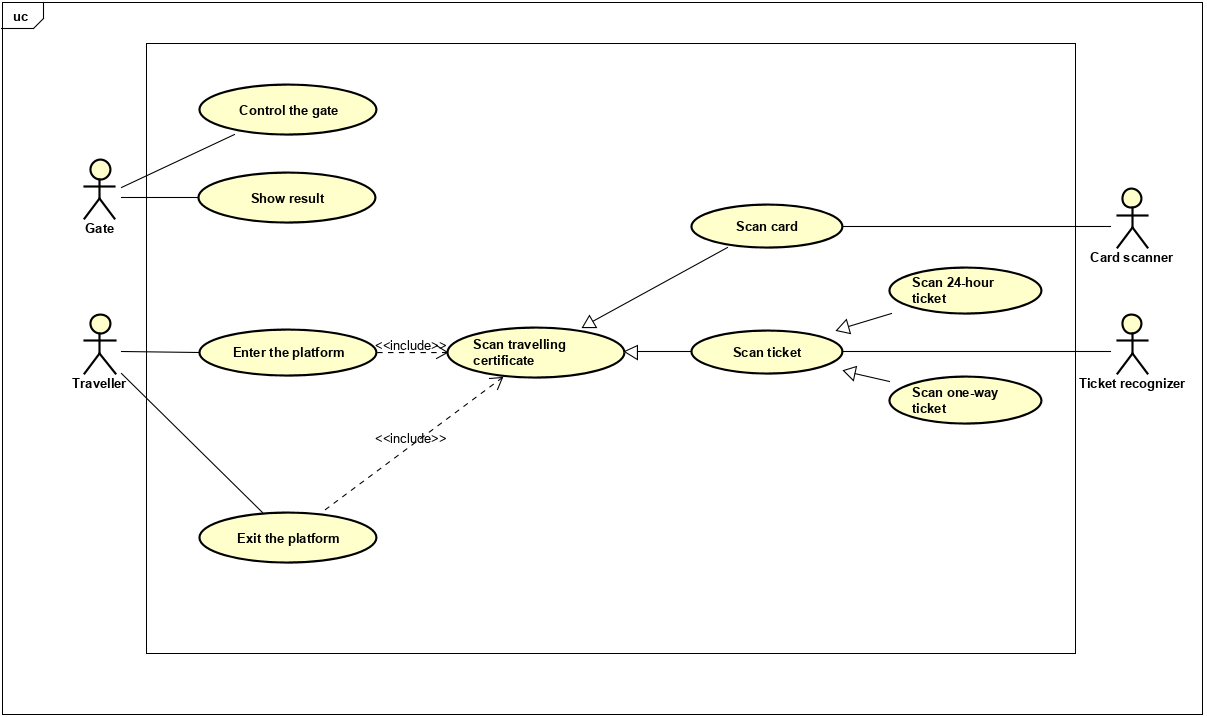 uc
Control the gate
Show result
Gate
Scan card
Card scanner
Scan 24-hour
ticket
Enter the platform
<<include>>
Scan travelling
certificate
Scan ticket
Traveller
Ticket recognizer
Scan one-way
ticket
<<include>>
Exit the platform